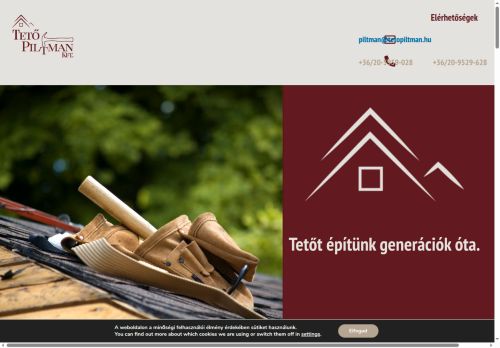 TETŐ
PILTMAN
KFT.
Elérhetőségek
+36/20-9529-628
Tetőt építünk generációk óta.
A weboldalon a minőségi felhasználói élmény érdekében sütiket használunk.
You can find out more about which cookies we are using or switch them off in settings.
Elfogad